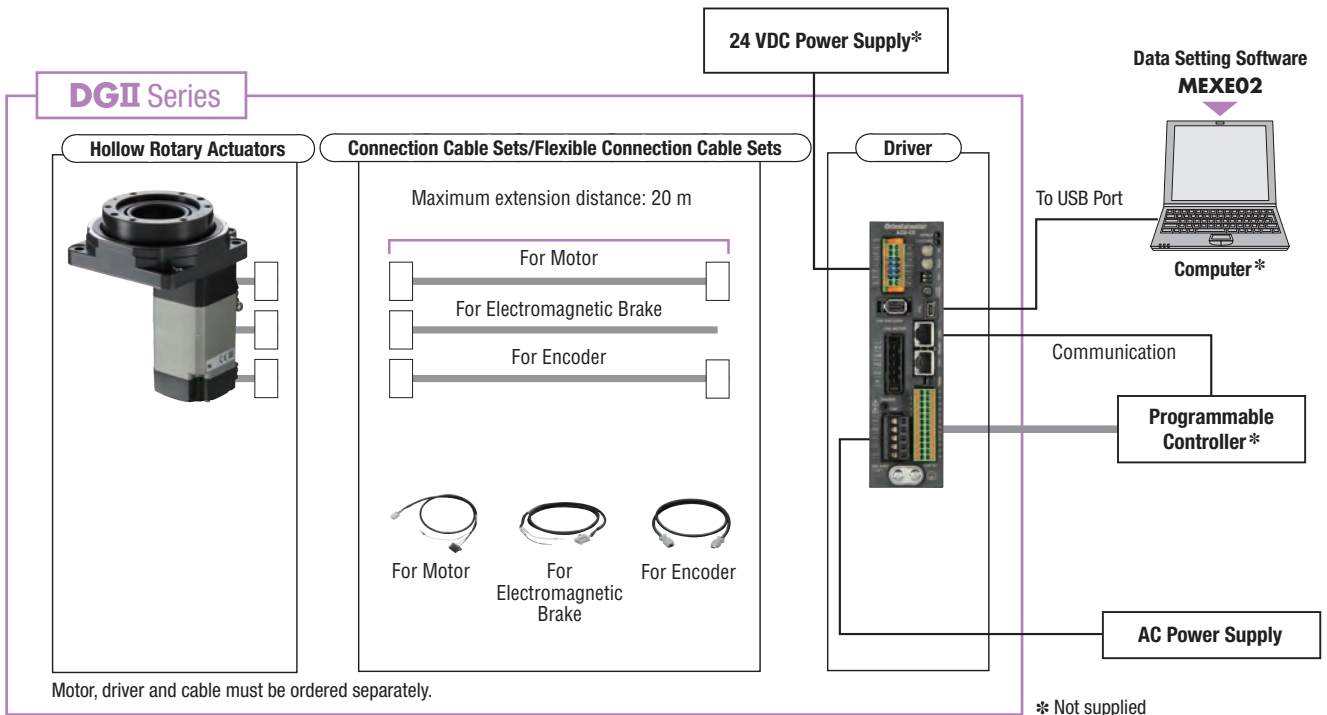 24 VDC Power Supply*
Data Setting Software
MEXE02
DGII Series
Hollow Rotary Actuators
Connection Cable Sets/Flexible Connection Cable Sets
Driver
Maximum extension distance: 20 m
To USB Port
For Motor
For Electromagnetic Brake
For Encoder
Computer*
Communication
Programmable
Controller*
For Motor
For
Electromagnetic
Brake
For Encoder
AC Power Supply
Motor, driver and cable must be ordered separately.
* Not supplied